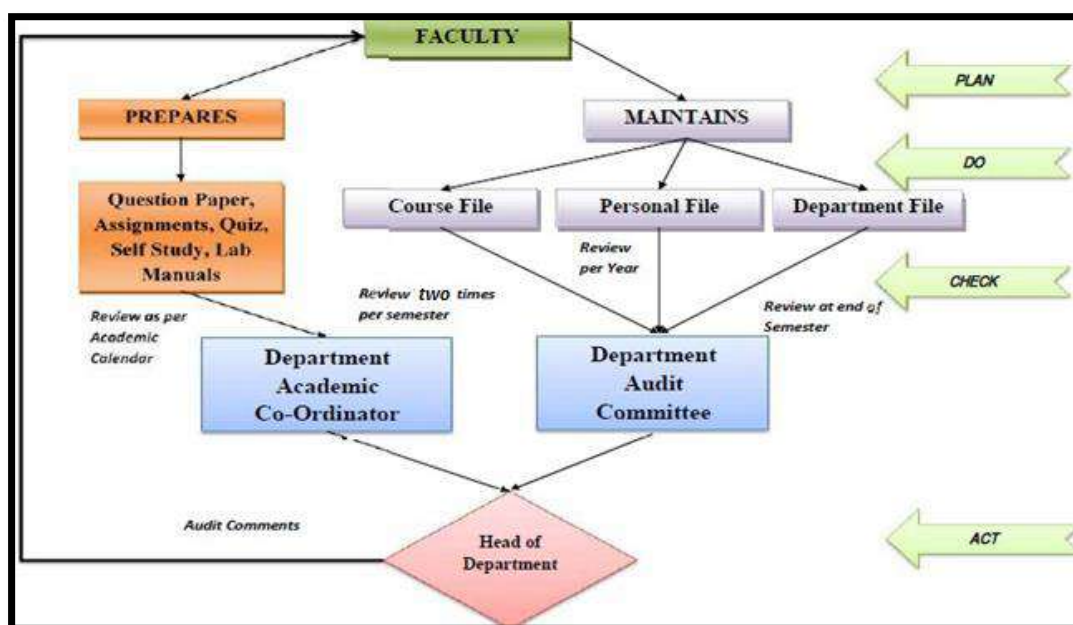 FACULTY
PLAN
PREPARES
MAINTAINS
DO
Question Paper,
Assignments, Quiz,
Self Study, Lab
Manuals
Course File
Personal File
Department File
Review
per Year
CHECK
Review two times
per semester
Review at end of
Semester
Review as per
Academic
Calendar
Department
Academic
Co-Ordinator
Department
Audit
Committee
Audit Comments
Head of
Department
ACT